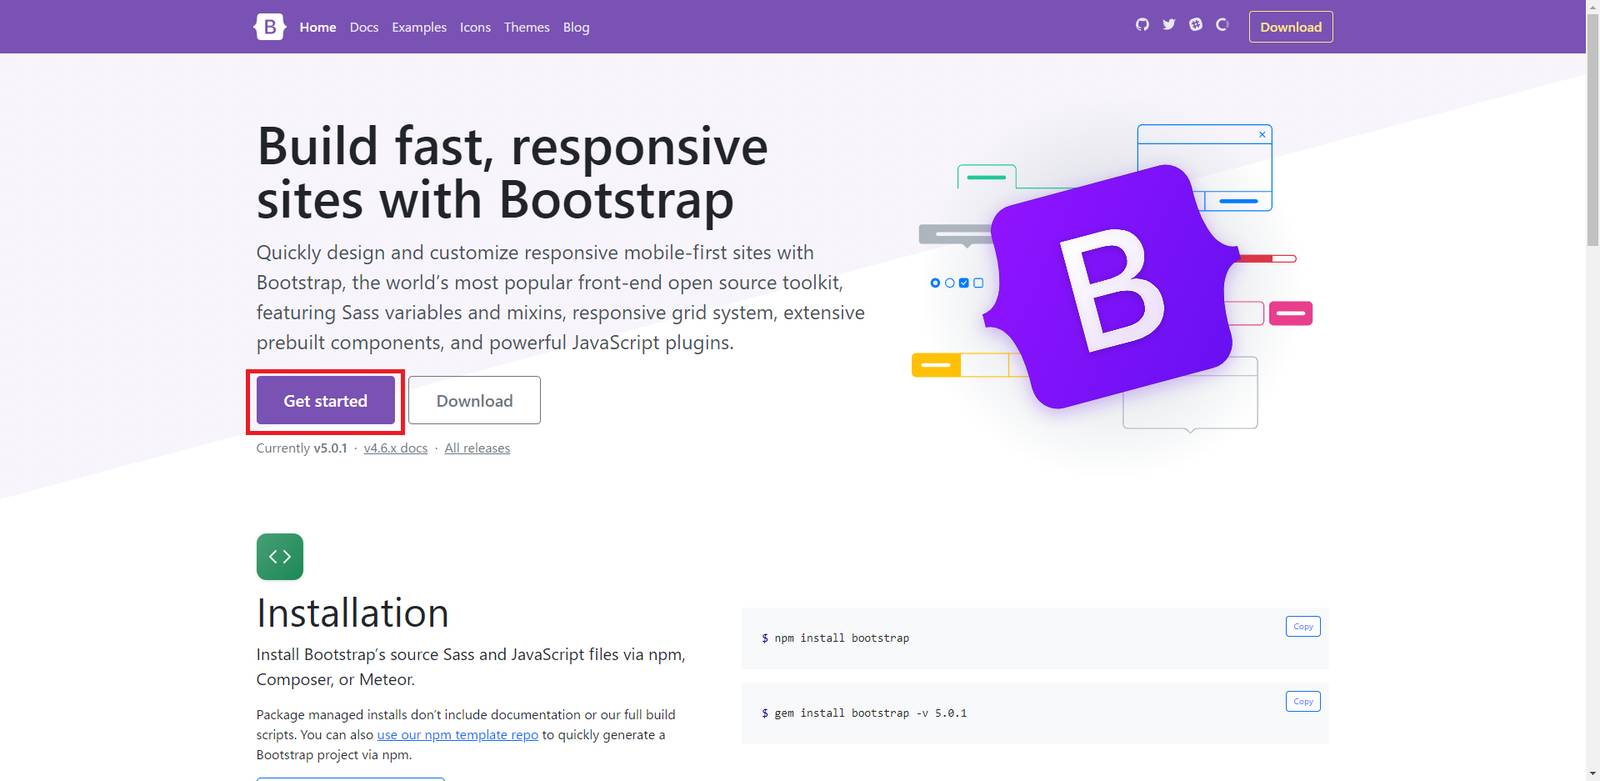 B Home Docs Examples Icons Themes Blog Download
Build fast, responsive
sites with Bootstrap
Quickly design and customize responsive mobile-first sites with
Bootstrap, the world’s most popular front-end open source toolkit,
featuring Sass variables and mixins, responsive grid system, extensive
prebuilt components, and powerful JavaScript plugins.
Get started Download
Currently v5.0.1 · v4.6.x docs · All releases
B
Installation
Install Bootstrap’s source Sass and JavaScript files via npm,
Composer, or Meteor.
Package managed installs don’t include documentation or our full build
scripts. You can also use our npm template repo to quickly generate a
Bootstrap project via npm.
$ npm install bootstrap
Copy
$ gem install bootstrap -v 5.0.1
Copy